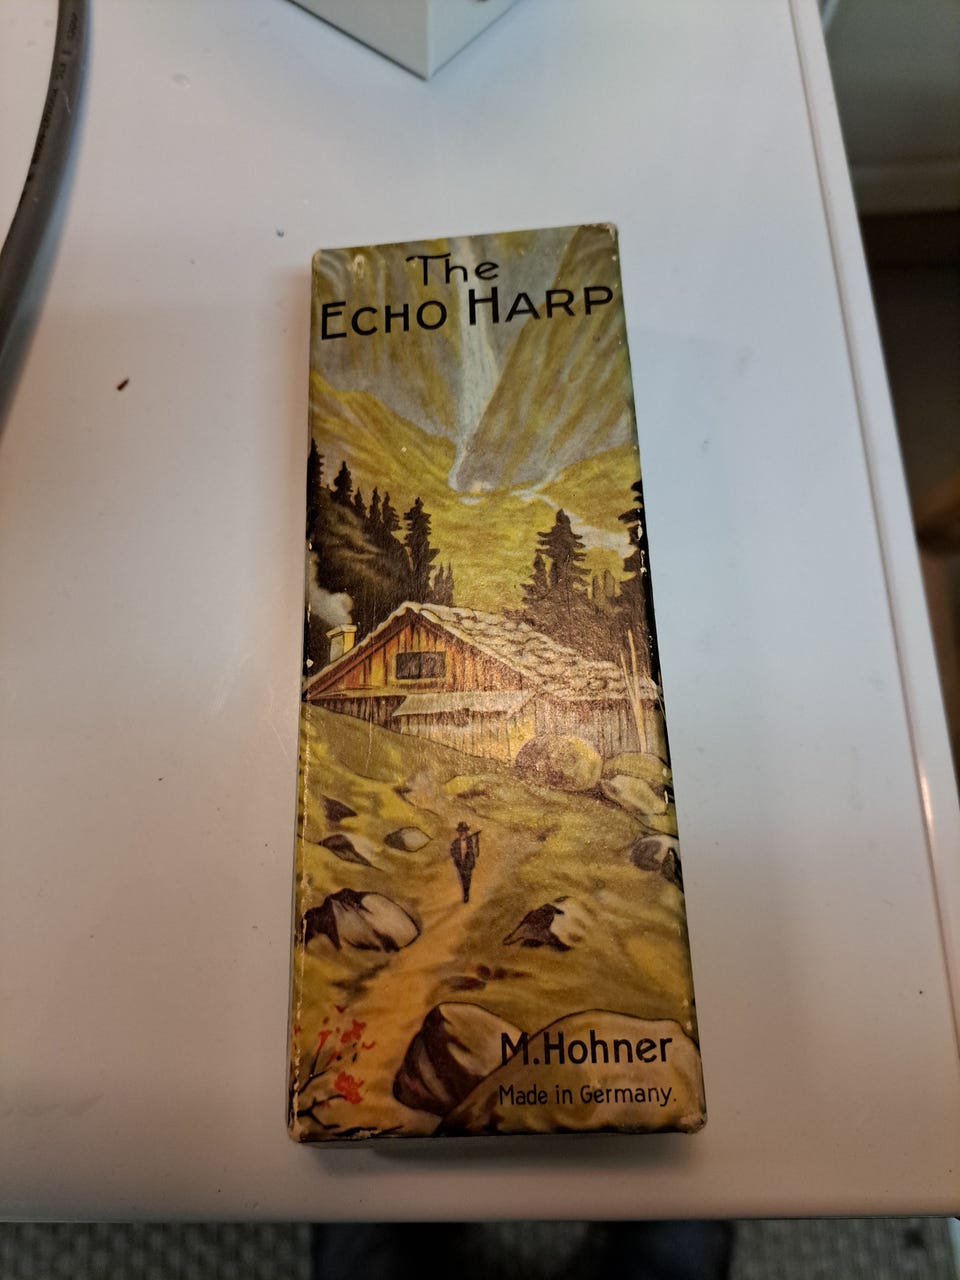 The
ECHO HARP
M. Hohner
Made in Germany.